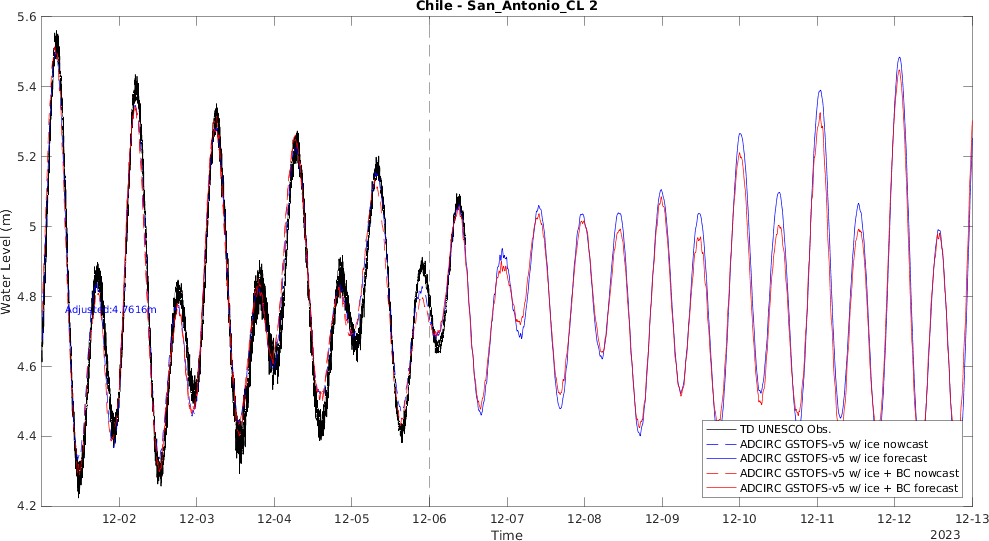 Chile - San_Antonio_CL 2
5.6
5.4
5.2
5
4.8
4.6
4.4
4.2
Water Level (m)
Adjusted:4.7616m
TD UNESCO Obs.
ADCIRC GSTOFS-v5 w/ ice nowcast
ADCIRC GSTOFS-v5 w/ ice forecast
ADCIRC GSTOFS-v5 w/ ice + BC nowcast
ADCIRC GSTOFS-v5 w/ ice + BC forecast
12-02 12-03 12-04 12-05 12-06 12-07 12-08 12-09 12-10 12-11 12-12 12-13
Time
2023